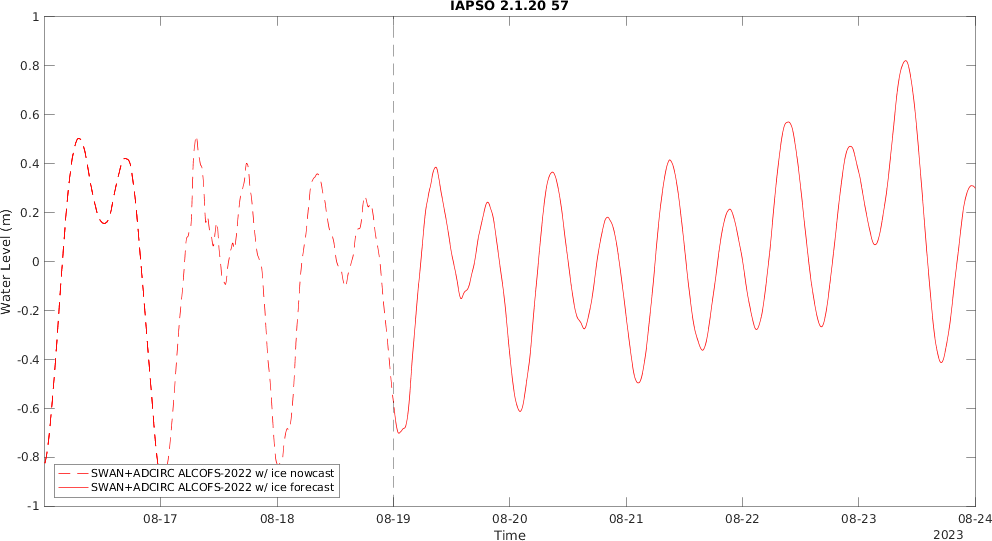 IAPSO 2.1.20 57
1
0.8
0.6
0.4
0.2
0
-0.2
-0.4
-0.6
-0.8
-1
Water Level (m)
SWAN+ADCIRC ALCOFS-2022 w/ ice nowcast
SWAN+ADCIRC ALCOFS-2022 w/ ice forecast
08-17 08-18 08-19 08-20 08-21 08-22 08-23 08-24
Time
2023